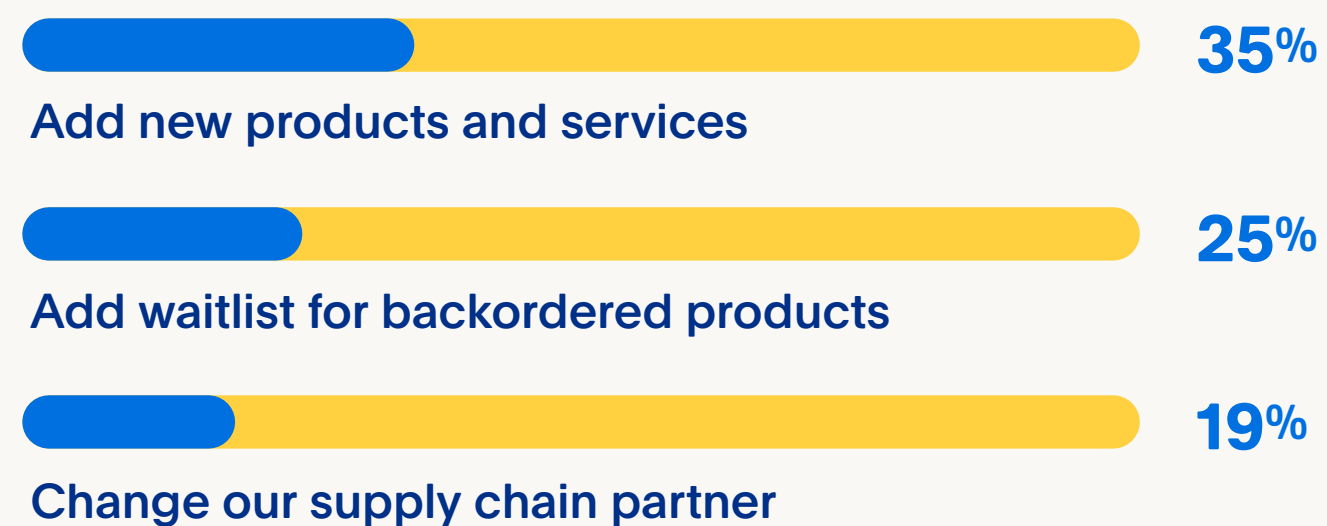 35%
Add new products and services
25%
Add waitlist for backordered products
19%
Change our supply chain partner